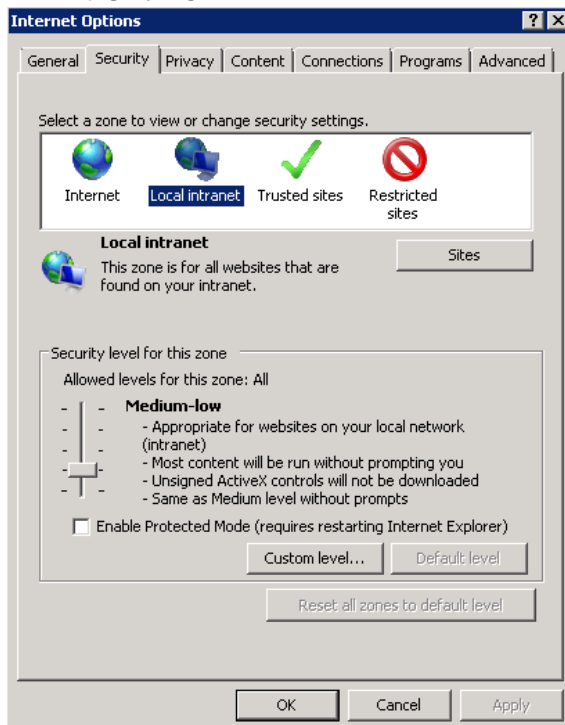 Internet Options
General Security Privacy Content Connections Programs Advanced
Select a zone to view or change security settings.
Internet Local intranet Trusted sites Restricted
sites
Local intranet
Sites
This zone is for all websites that are
found on your intranet.
Security level for this zone
Allowed levels for this zone: All
Medium-low
- Appropriate for websites on your local network
(intranet)
- Most content will be run without prompting you
- Unsigned ActiveX controls will not be downloaded
- Same as Medium level without prompts
Enable Protected Mode (requires restarting Internet Explorer)
Custom level... Default level
Reset all zones to default level
OK Cancel Apply